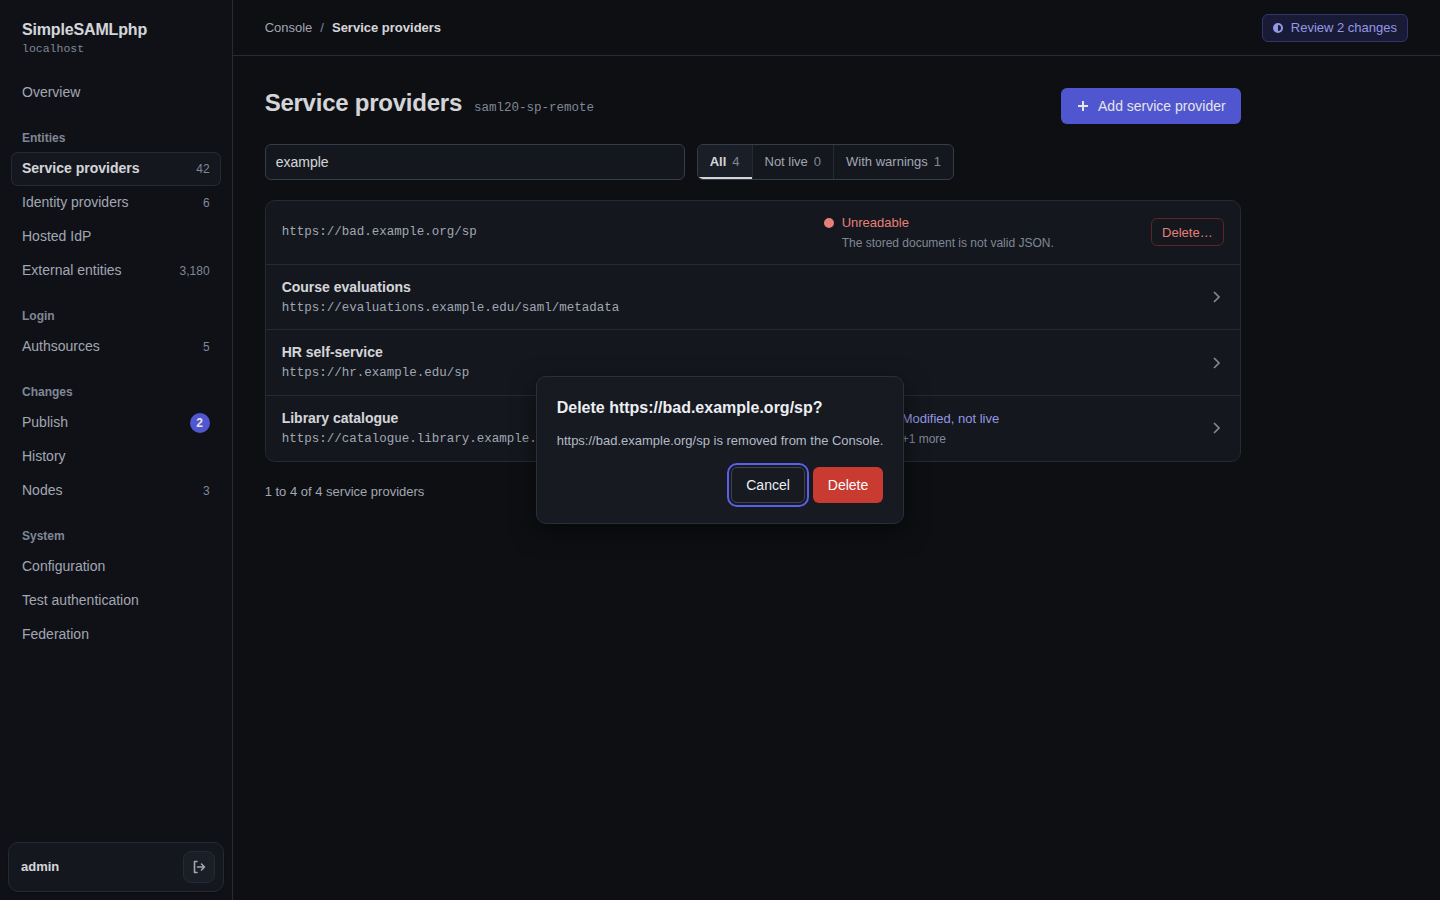 SimpleSAMLphp
localhost
Overview
Entities
Service providers 42
Identity providers 6
Hosted IdP
External entities 3,180
Login
Authsources 5
Changes
Publish 2
History
Nodes 3
System
Configuration
Test authentication
Federation
admin
Console / Service providers
Review 2 changes
Service providers saml20-sp-remote
Add service provider
example
All 4 Not live 0 With warnings 1
https://bad.example.org/sp
Unreadable
The stored document is not valid JSON.
Delete…
Course evaluations
https://evaluations.example.edu/saml/metadata
HR self-service
https://hr.example.edu/sp
Library catalogue
https://catalogue.library.example.
Modified, not live
+1 more
1 to 4 of 4 service providers
Delete https://bad.example.org/sp?
https://bad.example.org/sp is removed from the Console.
Cancel Delete